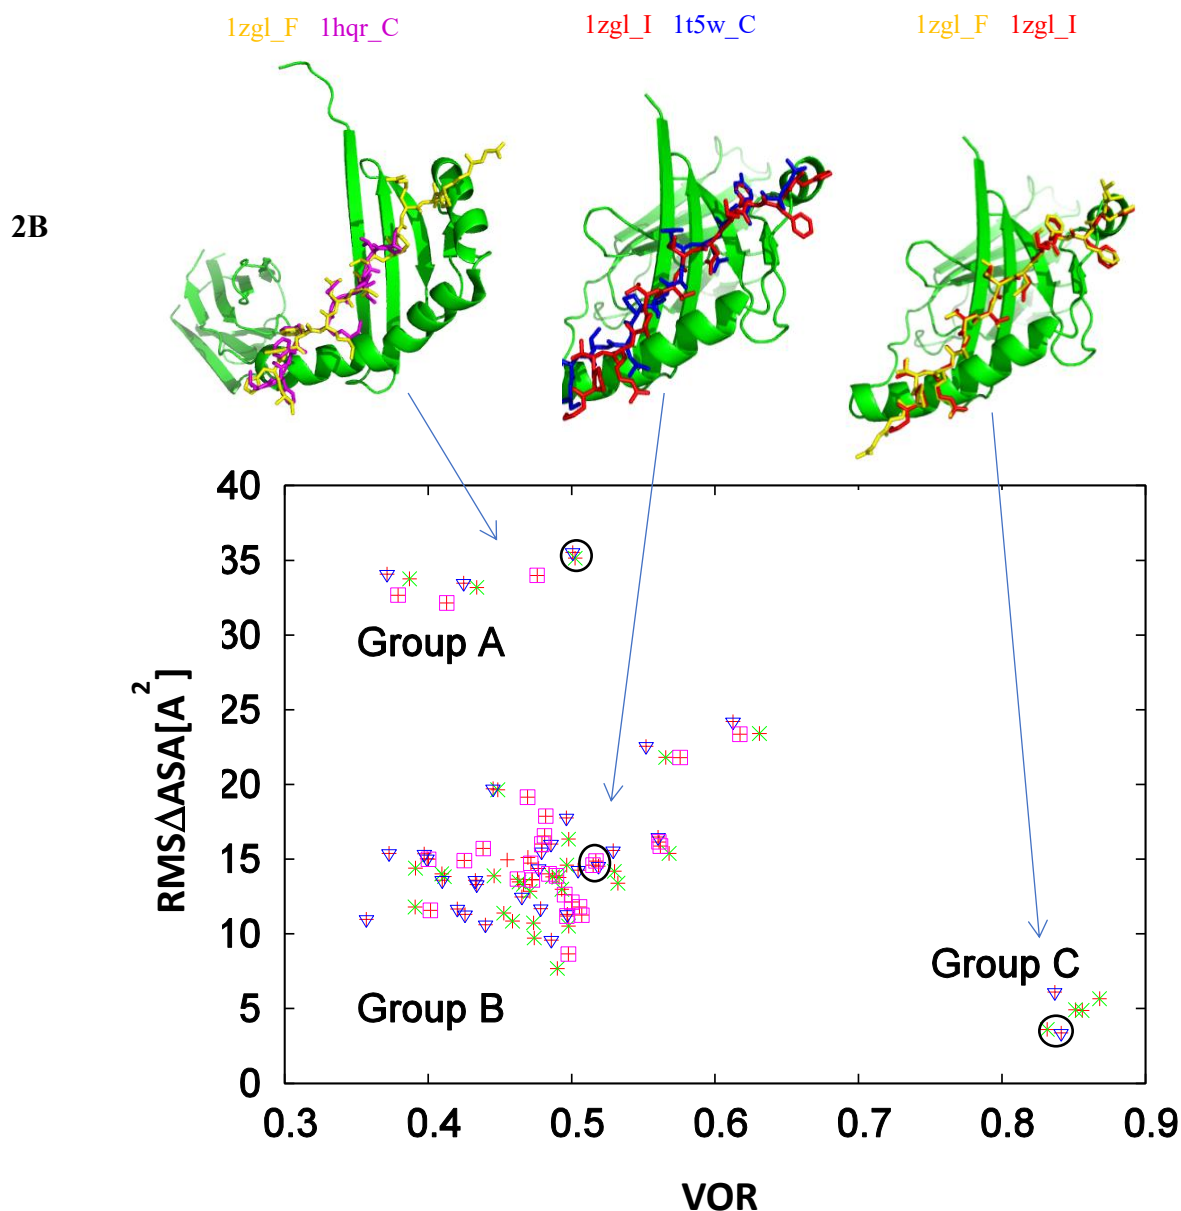 1zgl_F 1hqr_C
1zgl_I 1t5w_C
1zgl_F 1zgl_I
2B
40
35
30
25
20
15
10
5
0
RMSΔASA[A²]
Group A
Group B
Group C
0.3 0.4 0.5 0.6 0.7 0.8 0.9
VOR